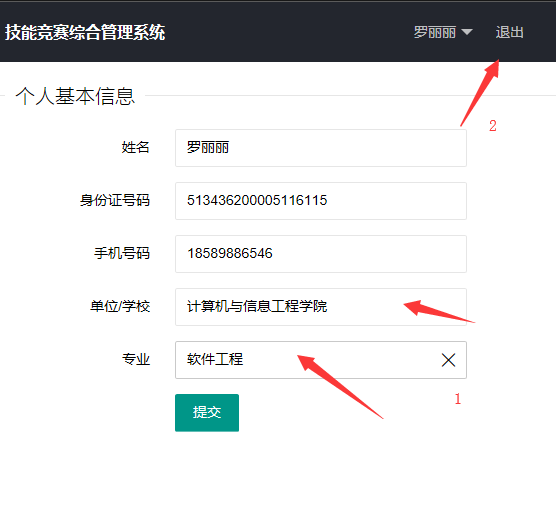 技能竞赛综合管理系统 罗丽丽 退出
2
个人基本信息
姓名 罗丽丽
身份证号码 513436200005116115
手机号码 18589886546
单位/学校 计算机与信息工程学院
专业 软件工程
1
提交